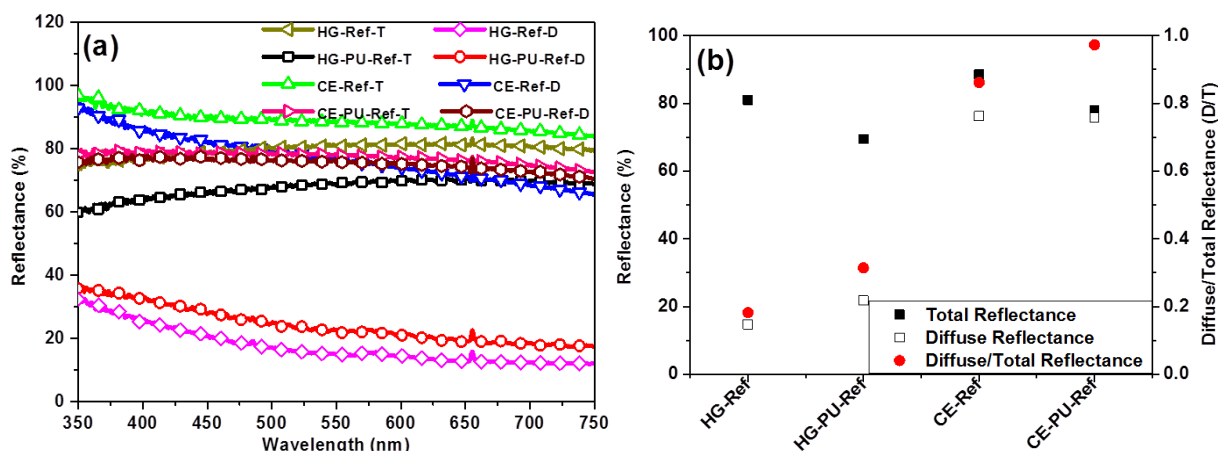 (a)
HG-Ref-T
HG-Ref-D
HG-PU-Ref-T
HG-PU-Ref-D
CE-Ref-T
CE-Ref-D
CE-PU-Ref-T
CE-PU-Ref-D
120
100
80
60
40
20
0
Reflectance (%)
350 400 450 500 550 600 650 700 750
Wavelength (nm)
(b)
100
80
60
40
20
0
Reflectance (%)
1.0
0.8
0.6
0.4
0.2
0.0
Diffuse/Total Reflectance (D/T)
Total Reflectance
Diffuse Reflectance
Diffuse/Total Reflectance
HG-Ref
HG-PU-Ref
CE-Ref
CE-PU-Ref